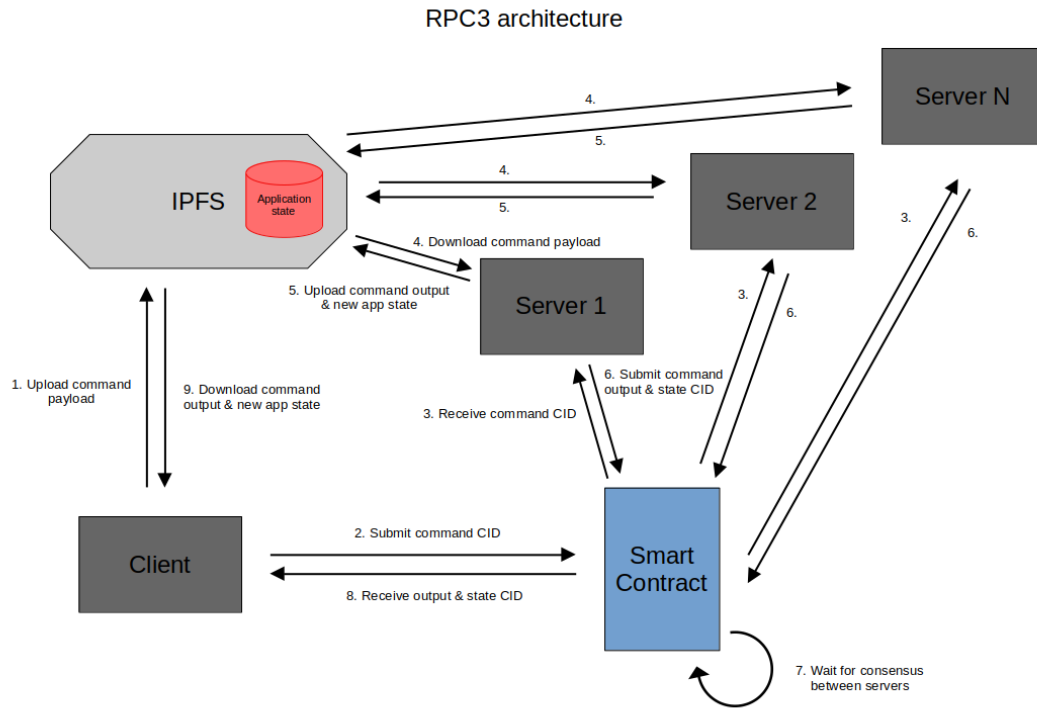 RPC3 architecture
4.
Server N
5.
IPFS
Application
state
4.
5.
Server 2
3.
6.
4. Download command payload
5. Upload command output
& new app state
Server 1
3.
6.
1. Upload command
payload
9. Download command
output & new app state
6. Submit command
output & state CID
3. Receive command CID
Client
2. Submit command CID
8. Receive output & state CID
Smart
Contract
7. Wait for consensus
between servers